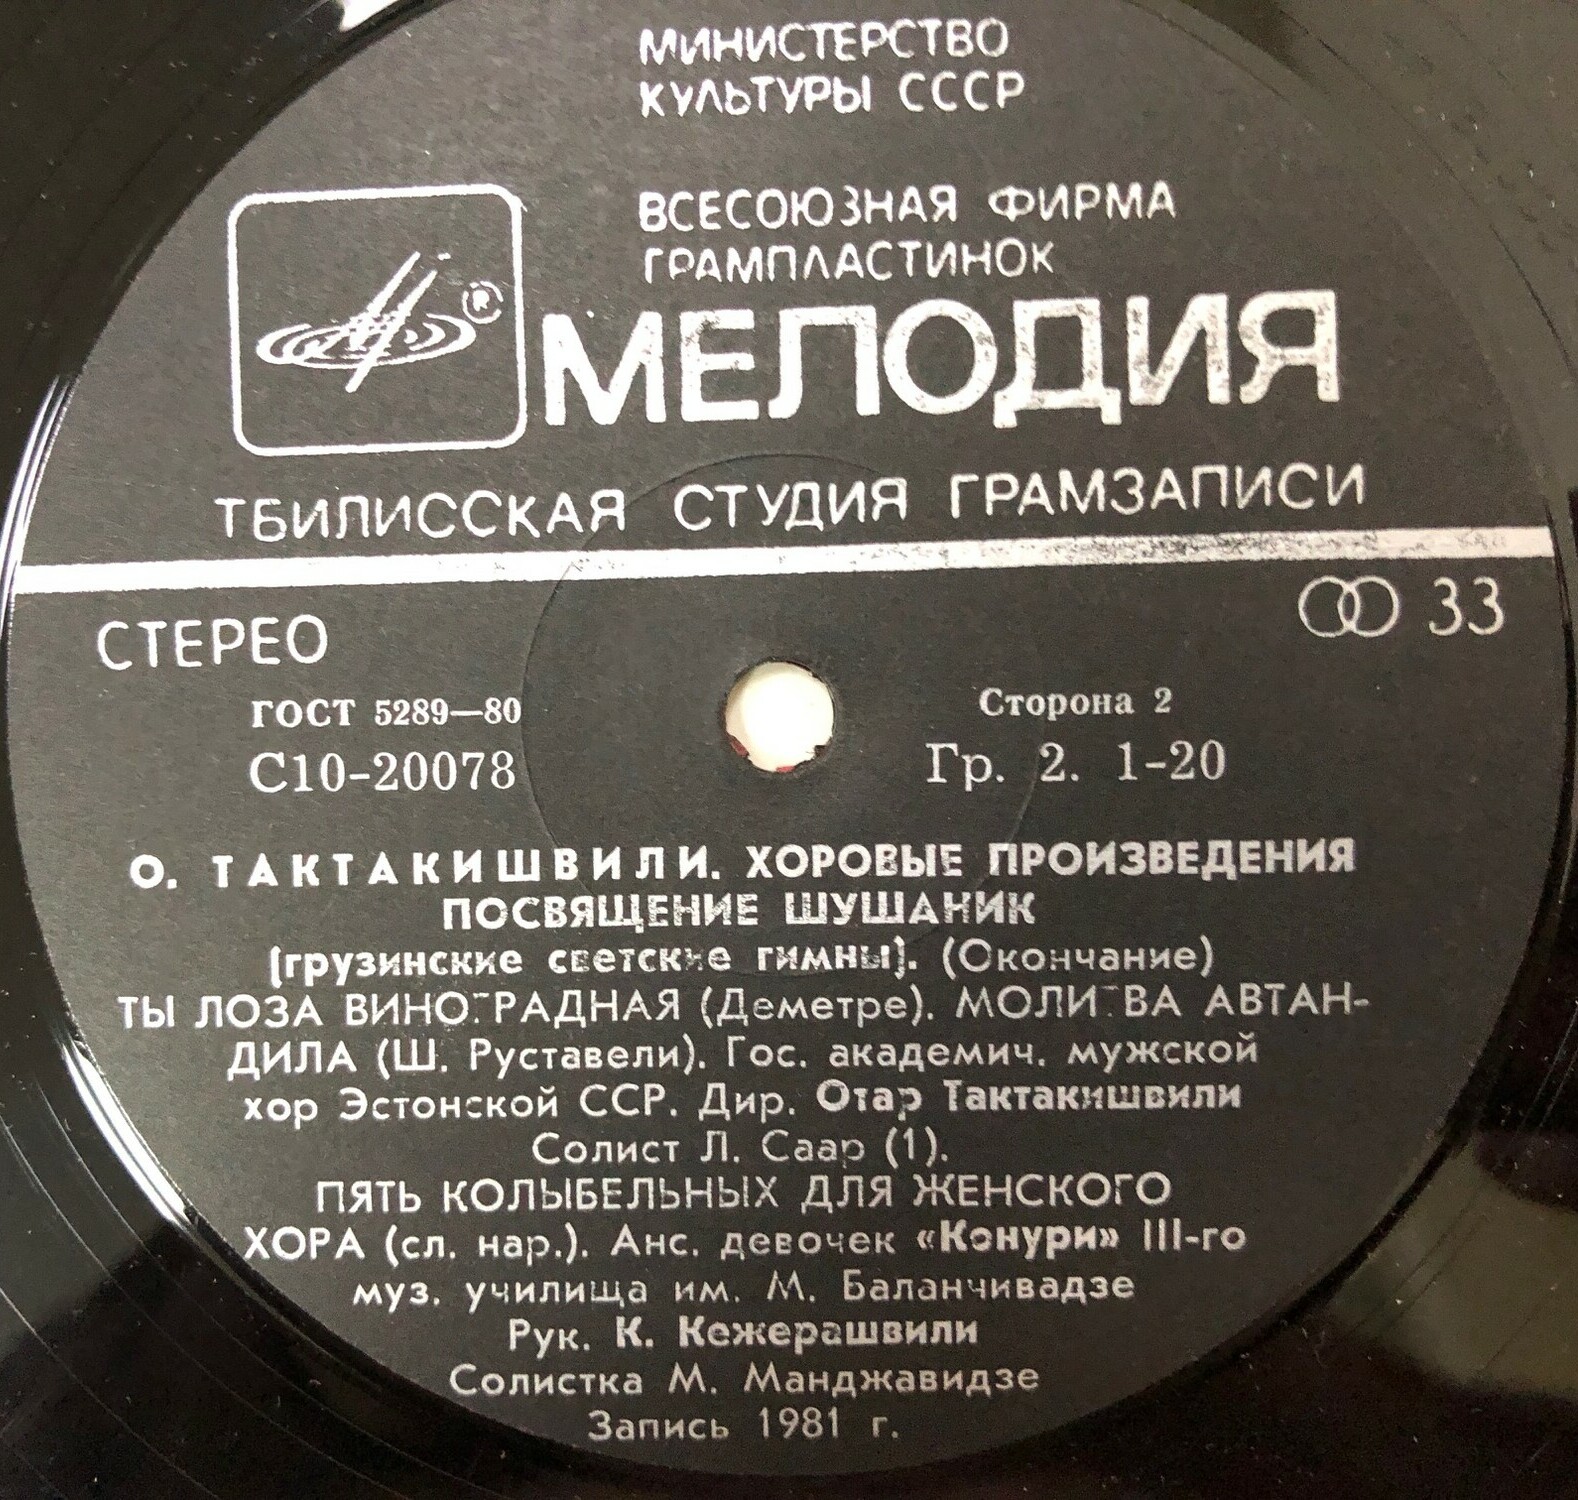 МИНИСТЕРСТВО
КУЛЬТУРЫ СССР
ВСЕСОЮЗНАЯ ФИРМА
ГРАМПЛАСТИНОК
®
МЕЛОДИЯ
ТБИЛИССКАЯ СТУДИЯ ГРАМЗАПИСИ
СТЕРЕО
33
ГОСТ 5289—80
Сторона 2
С10-20078
Гр. 2. 1-20
О. ТАКТАКИШВИЛИ. ХОРОВЫЕ ПРОИЗВЕДЕНИЯ
ПОСВЯЩЕНИЕ ШУШАНИК
(грузинские светские гимны). (Окончание)
ТЫ ЛОЗА ВИНОГРАДНАЯ (Деметре). МОЛИТВА АВТАН-
ДИЛА (Ш. Руставели). Гос. академич. мужской
хор Эстонской ССР. Дир. Отар Тактакишвили
Солист Л. Саар (1).
ПЯТЬ КОЛЫБЕЛЬНЫХ ДЛЯ ЖЕНСКОГО
ХОРА (сл. нар.). Анс. девочек «Конури» III-го
муз. училища им. М. Баланчивадзе
Рук. К. Кежерашвили
Солистка М. Манджавидзе
Запись 1981 г.